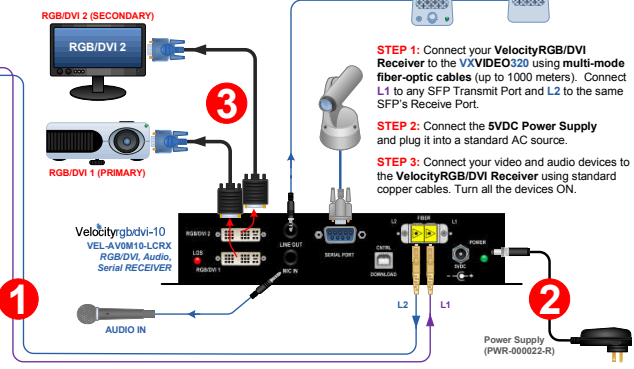 RGB/DVI 2 (SECONDARY)
RGB/DVI 2
3
RGB/DVI 1 (PRIMARY)
STEP 1: Connect your VelocityRGB/DVI
Receiver to the VXVIDEO320 using multi-mode
fiber-optic cables (up to 1000 meters). Connect
L1 to any SFP Transmit Port and L2 to the same
SFP's Receive Port.
STEP 2: Connect the 5VDC Power Supply
and plug it into a standard AC source.
STEP 3: Connect your video and audio devices to
the VelocityRGB/DVI Receiver using standard
copper cables. Turn all the devices ON.
Velocityrgb/dvi-10
VEL-AV0M10-LCRX
RGB/DVI, Audio,
Serial RECEIVER
RGB/DVI 2
LOS
RGB/DVI 1
LINE OUT
MIC IN
SERIAL PORT
CNTRL
DOWNLOAD
FIBER
L2
L1
5VDC
POWER
1
AUDIO IN
L2
L1
2
Power Supply
(PWR-000022-R)